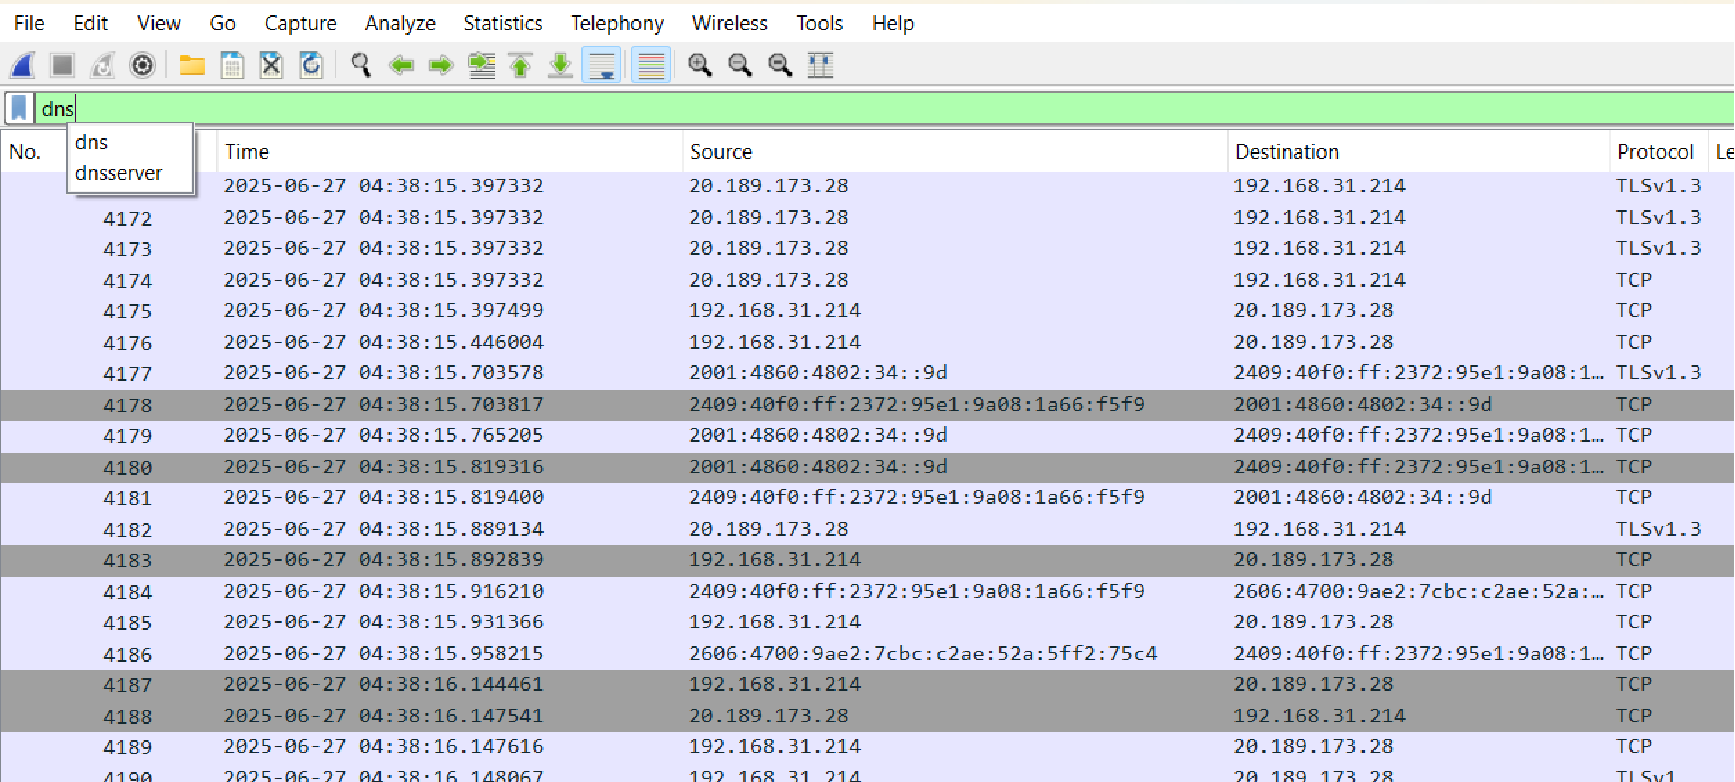 File Edit View Go Capture Analyze Statistics Telephony Wireless Tools Help
dns
dns
dnsserver
No. Time Source Destination Protocol Le
2025-06-27 04:38:15.397332 20.189.173.28 192.168.31.214 TLSv1.3
4172 2025-06-27 04:38:15.397332 20.189.173.28 192.168.31.214 TLSv1.3
4173 2025-06-27 04:38:15.397332 20.189.173.28 192.168.31.214 TLSv1.3
4174 2025-06-27 04:38:15.397332 20.189.173.28 192.168.31.214 TCP
4175 2025-06-27 04:38:15.397499 192.168.31.214 20.189.173.28 TCP
4176 2025-06-27 04:38:15.446004 192.168.31.214 20.189.173.28 TCP
4177 2025-06-27 04:38:15.703578 2001:4860:4802:34::9d 2409:40f0:ff:2372:95e1:9a08:1… TLSv1.3
4178 2025-06-27 04:38:15.703817 2409:40f0:ff:2372:95e1:9a08:1a66:f5f9 2001:4860:4802:34::9d TCP
4179 2025-06-27 04:38:15.765205 2001:4860:4802:34::9d 2409:40f0:ff:2372:95e1:9a08:1… TCP
4180 2025-06-27 04:38:15.819316 2001:4860:4802:34::9d 2409:40f0:ff:2372:95e1:9a08:1… TCP
4181 2025-06-27 04:38:15.819400 2409:40f0:ff:2372:95e1:9a08:1a66:f5f9 2001:4860:4802:34::9d TCP
4182 2025-06-27 04:38:15.889134 20.189.173.28 192.168.31.214 TLSv1.3
4183 2025-06-27 04:38:15.892839 192.168.31.214 20.189.173.28 TCP
4184 2025-06-27 04:38:15.916210 2409:40f0:ff:2372:95e1:9a08:1a66:f5f9 2606:4700:9ae2:7cbc:c2ae:52a:… TCP
4185 2025-06-27 04:38:15.931366 192.168.31.214 20.189.173.28 TCP
4186 2025-06-27 04:38:15.958215 2606:4700:9ae2:7cbc:c2ae:52a:5ff2:75c4 2409:40f0:ff:2372:95e1:9a08:1… TCP
4187 2025-06-27 04:38:16.144461 192.168.31.214 20.189.173.28 TCP
4188 2025-06-27 04:38:16.147541 20.189.173.28 192.168.31.214 TCP
4189 2025-06-27 04:38:16.147616 192.168.31.214 20.189.173.28 TCP
4190 2025-06-27 04:38:16.148067 192.168.31.214 20.189.173.28 TLSv1